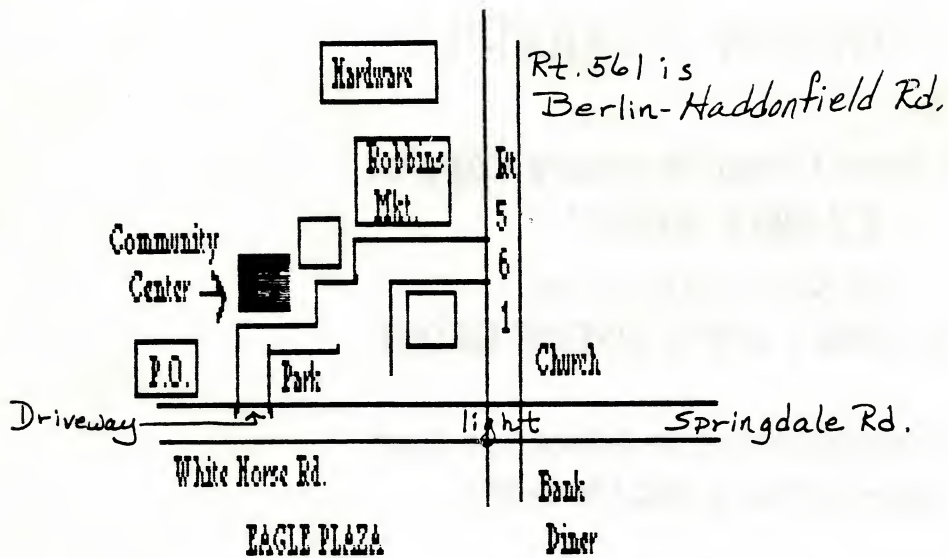 Hardware
Rt. 561 is
Berlin-Haddonfield Rd.
Robbins
Mkt.
Rt
5
6
1
Community
Center
P.O.
Park
Church
Driveway
light
Springdale Rd.
White Horse Rd.
Bank
EAGLE PLAZA
Diner